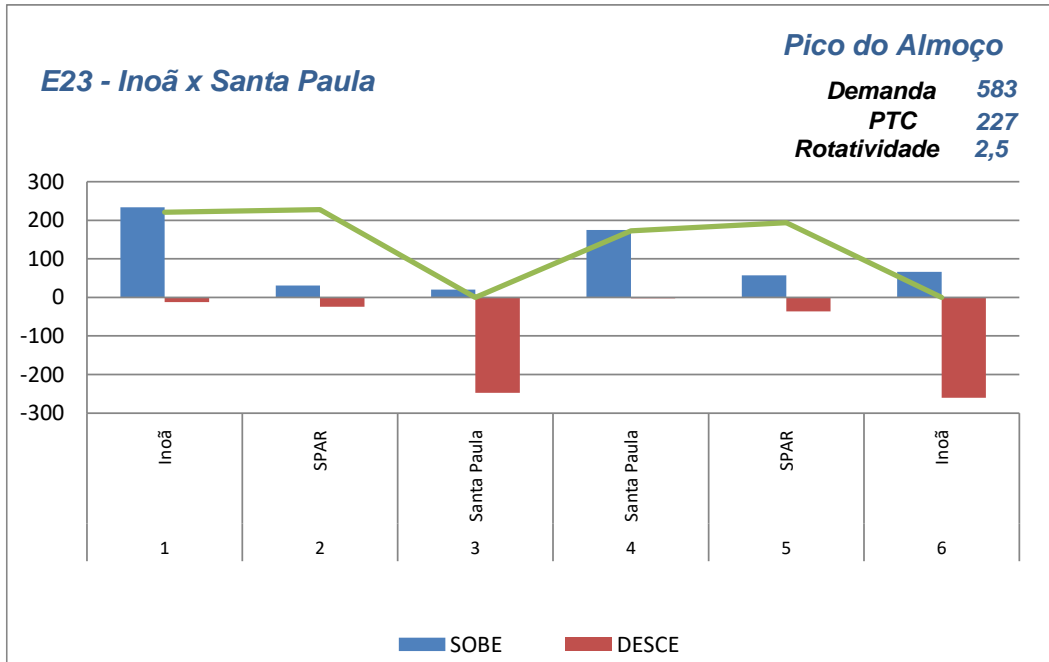 Pico do Almoço
E23 - Inoã x Santa Paula
Demanda 583
PTC 227
Rotatividade 2,5
300
200
100
0
-100
-200
-300
Inoã SPAR Santa Paula Santa Paula SPAR Inoã
1 2 3 4 5 6
SOBE DESCE